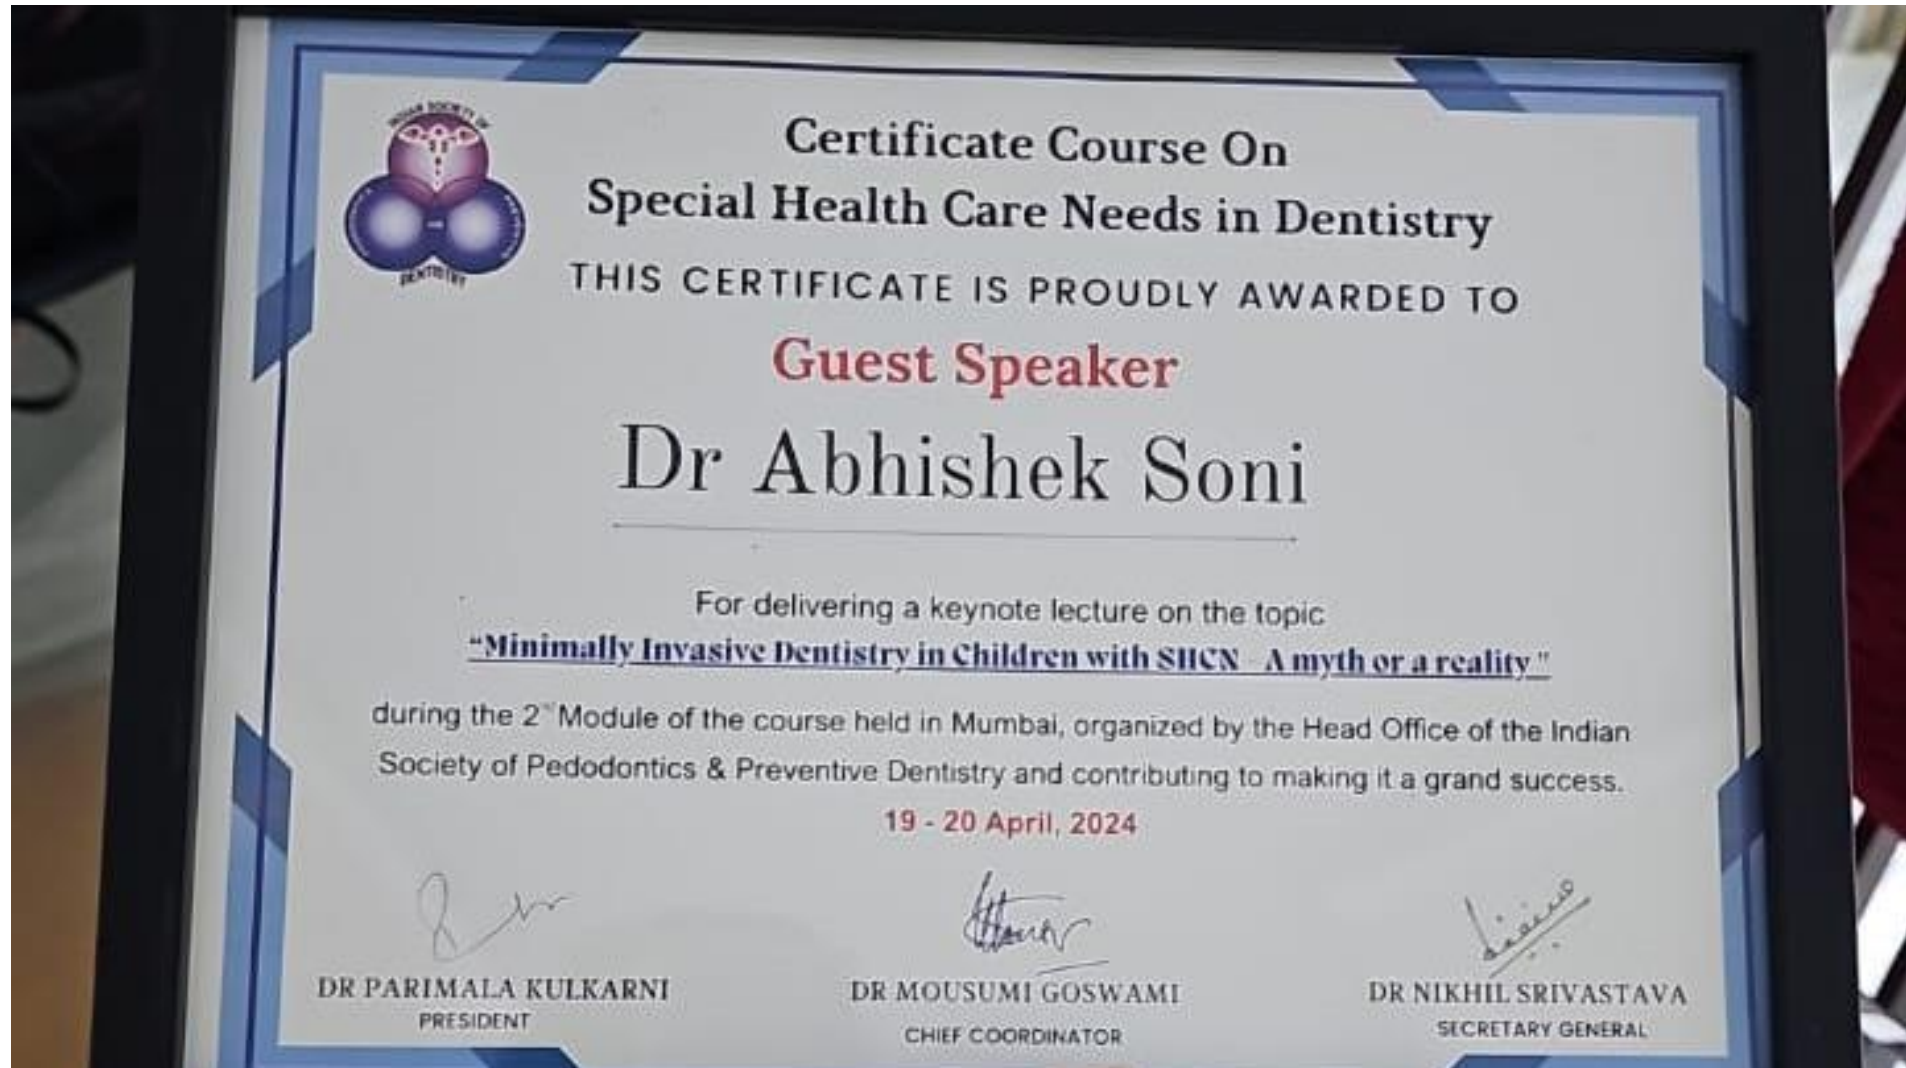 INDIAN SOCIETY OF
DENTISTRY
Certificate Course On
Special Health Care Needs in Dentistry
THIS CERTIFICATE IS PROUDLY AWARDED TO
Guest Speaker
Dr Abhishek Soni
For delivering a keynote lecture on the topic
“Minimally Invasive Dentistry in Children with SHCN - A myth or a reality "
during the 2nd Module of the course held in Mumbai, organized by the Head Office of the Indian
Society of Pedodontics & Preventive Dentistry and contributing to making it a grand success.
19 - 20 April, 2024
DR PARIMALA KULKARNI
PRESIDENT
DR MOUSUMI GOSWAMI
CHIEF COORDINATOR
DR NIKHIL SRIVASTAVA
SECRETARY GENERAL